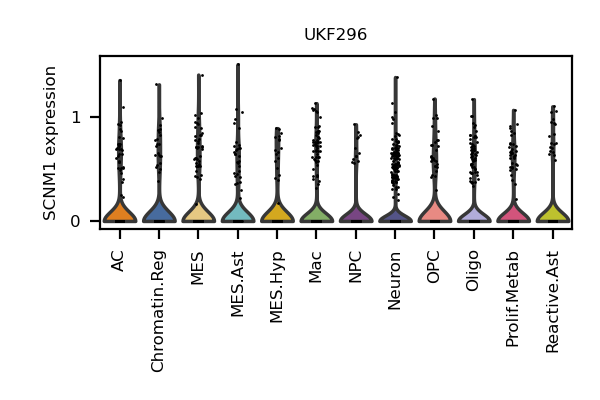 UKF296
SCNM1 expression
1
0
AC
Chromatin.Reg
MES
MES.Ast
MES.Hyp
Mac
NPC
Neuron
OPC
Oligo
Prolif.Metab
Reactive.Ast